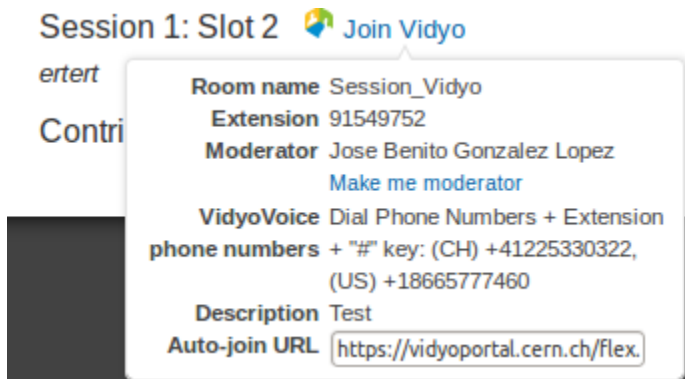 Session 1: Slot 2 Join Vidyo
ertert
Room name Session_Vidyo
Extension 91549752
Contri
Moderator Jose Benito Gonzalez Lopez
Make me moderator
VidyoVoice Dial Phone Numbers + Extension
phone numbers + "#" key: (CH) +41225330322,
(US) +18665777460
Description Test
Auto-join URL https://vidyoportal.cern.ch/flex.